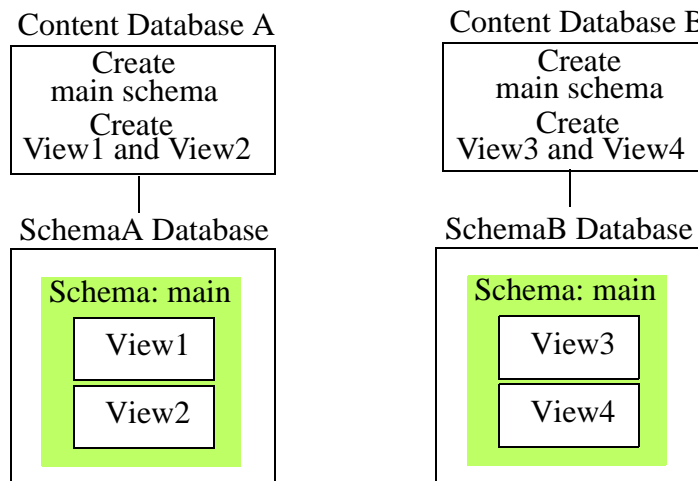 Content Database A
Create
main schema
Create
View1 and View2
SchemaA Database
Schema: main
View1
View2
Content Database B
Create
main schema
Create
View3 and View4
SchemaB Database
Schema: main
View3
View4